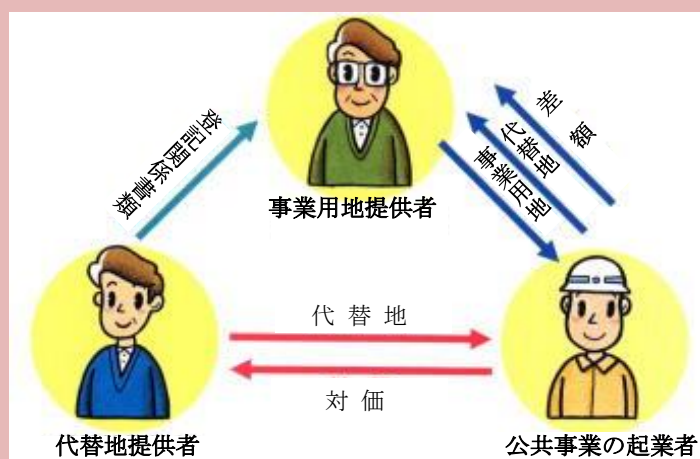 差額
代替地
事業用地
登記関係書類
事業用地提供者
代替地
対価
代替地提供者
公共事業の起業者